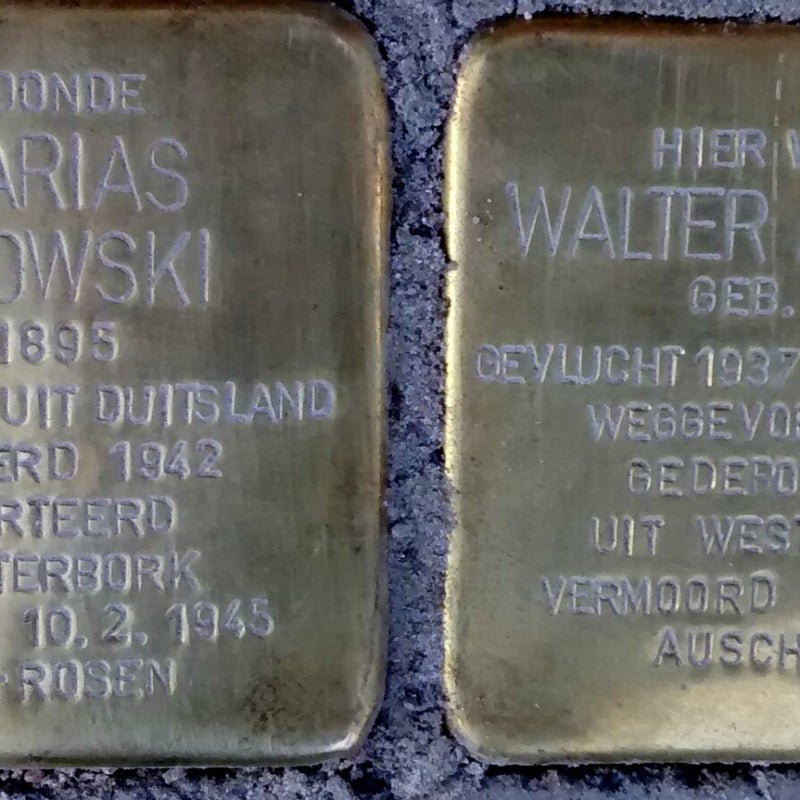 OONDE
ARIAS
OWSKI
1895
UIT DUITSLAND
ERD 1942
RTEERD
TERBORK
10.2.1945
-ROSEN
HIER
WALTER
GEB.
GEVLUCHT 1937
WEGGEVO
GEDEPO
UIT WEST
VERMOORD
AUSCH